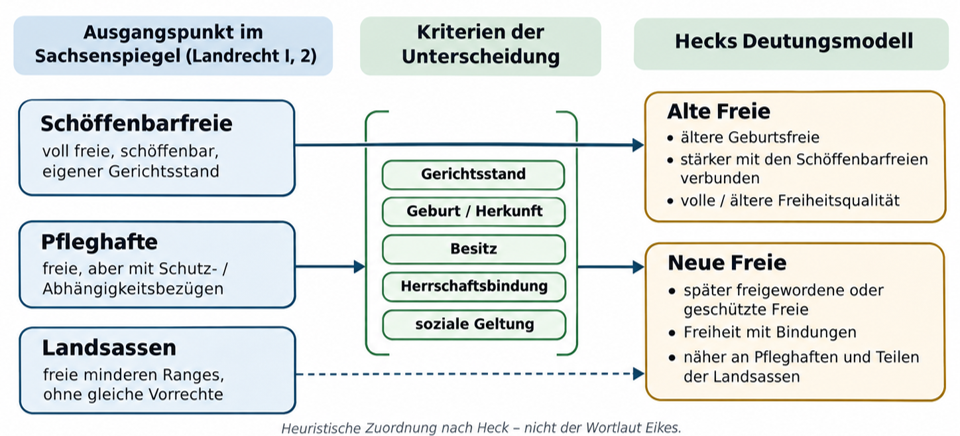 Ausgangspunkt im
Sachsenspiegel (Landrecht I, 2)
Kriterien der
Unterscheidung
Hecks Deutungsmodell
Schöffenbarfreie
voll freie, schöffenbar,
eigener Gerichtsstand
Pfleghafte
freie, aber mit Schutz- /
Abhängigkeitsbezügen
Landsassen
freie minderen Ranges,
ohne gleiche Vorrechte
Gerichtsstand
Geburt / Herkunft
Besitz
Herrschaftsbindung
soziale Geltung
Alte Freie
• ältere Geburtsfreie
• stärker mit den Schöffenbarfreien
verbunden
• volle / ältere Freiheitsqualität
Neue Freie
• später freigewordene oder
geschützte Freie
• Freiheit mit Bindungen
• näher an Pfleghaften und Teilen
der Landsassen
Heuristische Zuordnung nach Heck – nicht der Wortlaut Eikes.